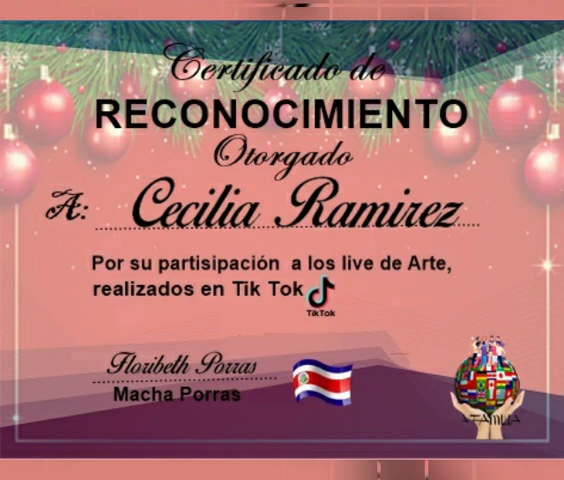 Certificado de
RECONOCIMIENTO
Otorgado
A: Cecilia Ramirez
Por su partisipación a los live de Arte,
realizados en Tik Tok
TikTok
Floribeth Porras
Macha Porras